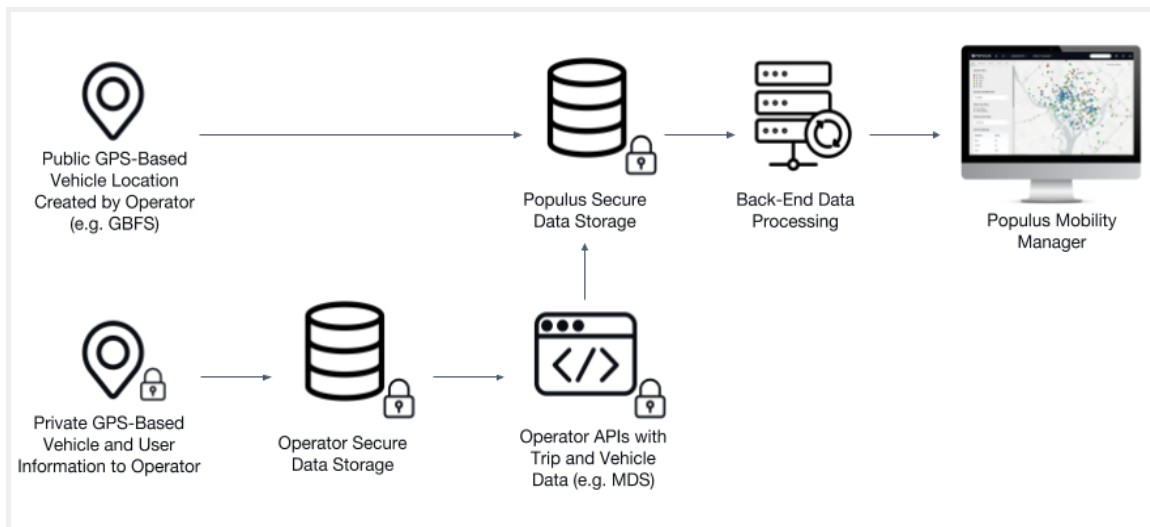 Public GPS-Based
Vehicle Location
Created by Operator
(e.g. GBFS)
Populus Secure
Data Storage
Back-End Data
Processing
Populus Mobility
Manager
Private GPS-Based
Vehicle and User
Information to Operator
Operator Secure
Data Storage
Operator APIs with
Trip and Vehicle
Data (e.g. MDS)